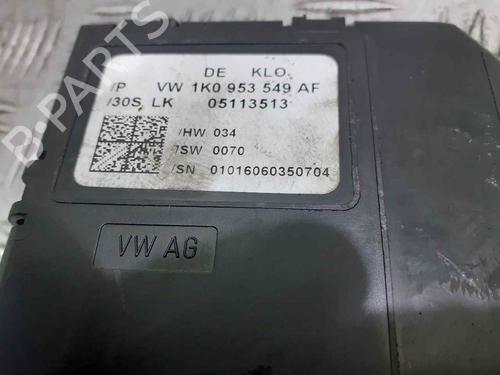 DE KLO
/P VW 1K0 953 549 AF
/30S LK 05113513
/HW 034
/SW 0070
SN 01016060350704
VW AG
B-Parts